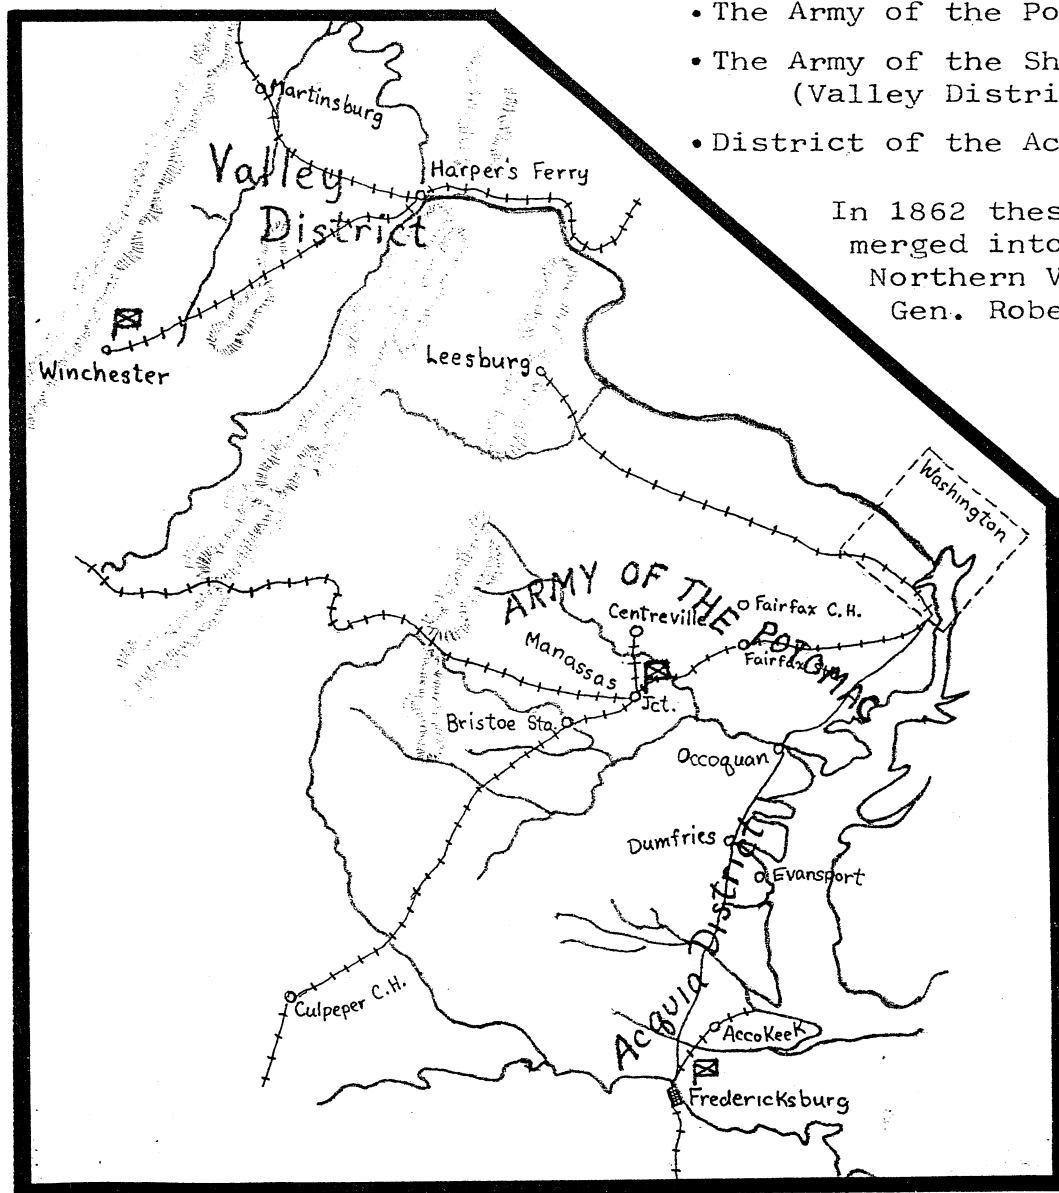 • The Army of the Po
• The Army of the Sh
(Valley Distri
• District of the Ac
In 1862 thes
merged into
Northern V
Gen. Robe
Martinsburg
Valley
District
Harper's Ferry
Winchester
Leesburg
Washington
ARMY OF THE POTOMAC
Fairfax C.H.
Centreville
Fairfax Sta.
Manassas
Jct.
Bristoe Sta.
Occoquan
Dumfries
Evansport
Acquia District
Culpeper C.H.
Accokeek
Fredericksburg